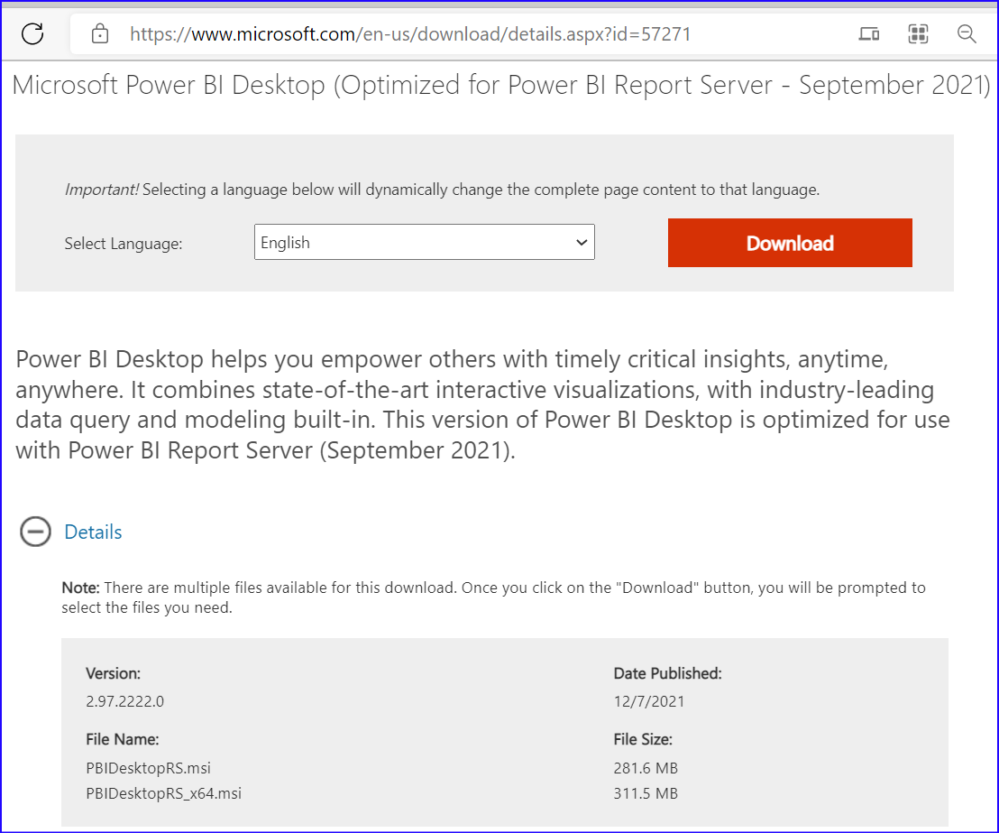 https://www.microsoft.com/en-us/download/details.aspx?id=57271
Microsoft Power BI Desktop (Optimized for Power BI Report Server - September 2021)
Important! Selecting a language below will dynamically change the complete page content to that language.
Select Language: English Download
Power BI Desktop helps you empower others with timely critical insights, anytime,
anywhere. It combines state-of-the-art interactive visualizations, with industry-leading
data query and modeling built-in. This version of Power BI Desktop is optimized for use
with Power BI Report Server (September 2021).
Details
Note: There are multiple files available for this download. Once you click on the "Download" button, you will be prompted to
select the files you need.
Version: Date Published:
2.97.2222.0 12/7/2021
File Name: File Size:
PBIDesktopRS.msi 281.6 MB
PBIDesktopRS_x64.msi 311.5 MB